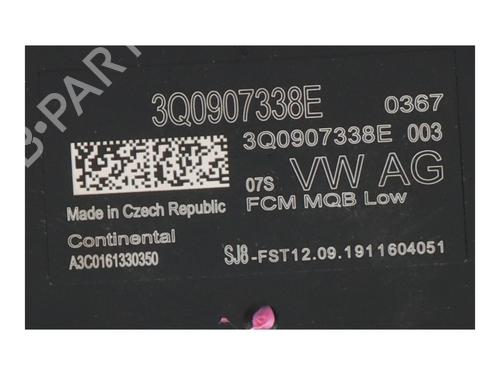 3Q0907338E 0367
3Q0907338E 003
07S VW AG
FCM MQB Low
Made in Czech Republic
Continental
A3C0161330350
SJ8-FST12.09.1911604051
B-PARTS